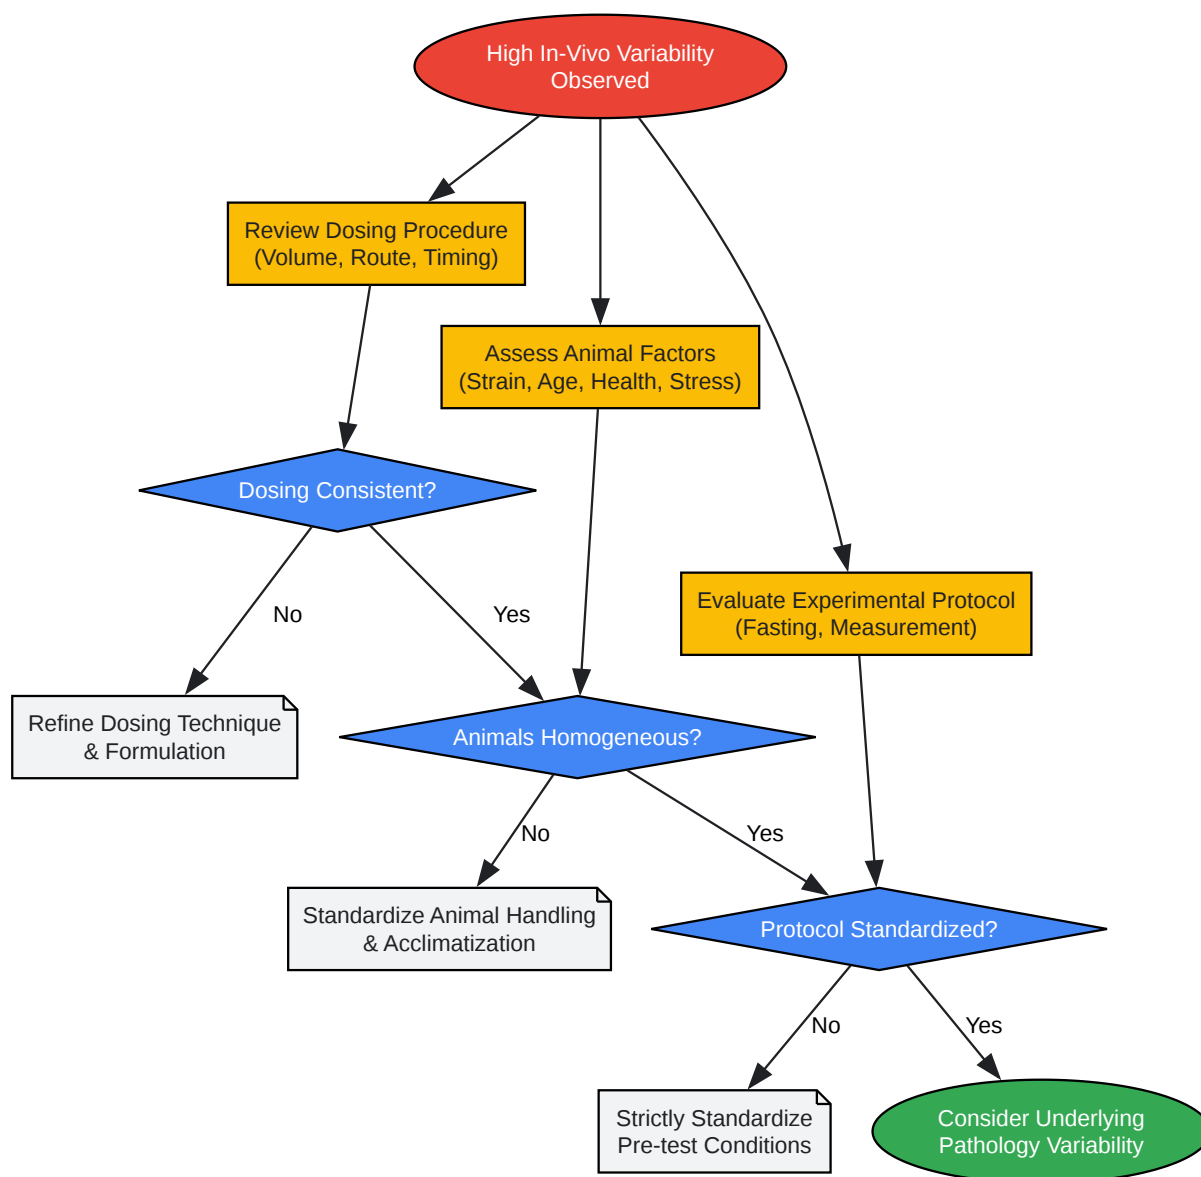 High In-Vivo Variability
Observed
Review Dosing Procedure
(Volume, Route, Timing)
Assess Animal Factors
(Strain, Age, Health, Stress)
Dosing Consistent?
Evaluate Experimental Protocol
(Fasting, Measurement)
No
Yes
Refine Dosing Technique
& Formulation
Animals Homogeneous?
No
Yes
Standardize Animal Handling
& Acclimatization
Protocol Standardized?
No
Yes
Strictly Standardize
Pre-test Conditions
Consider Underlying
Pathology Variability